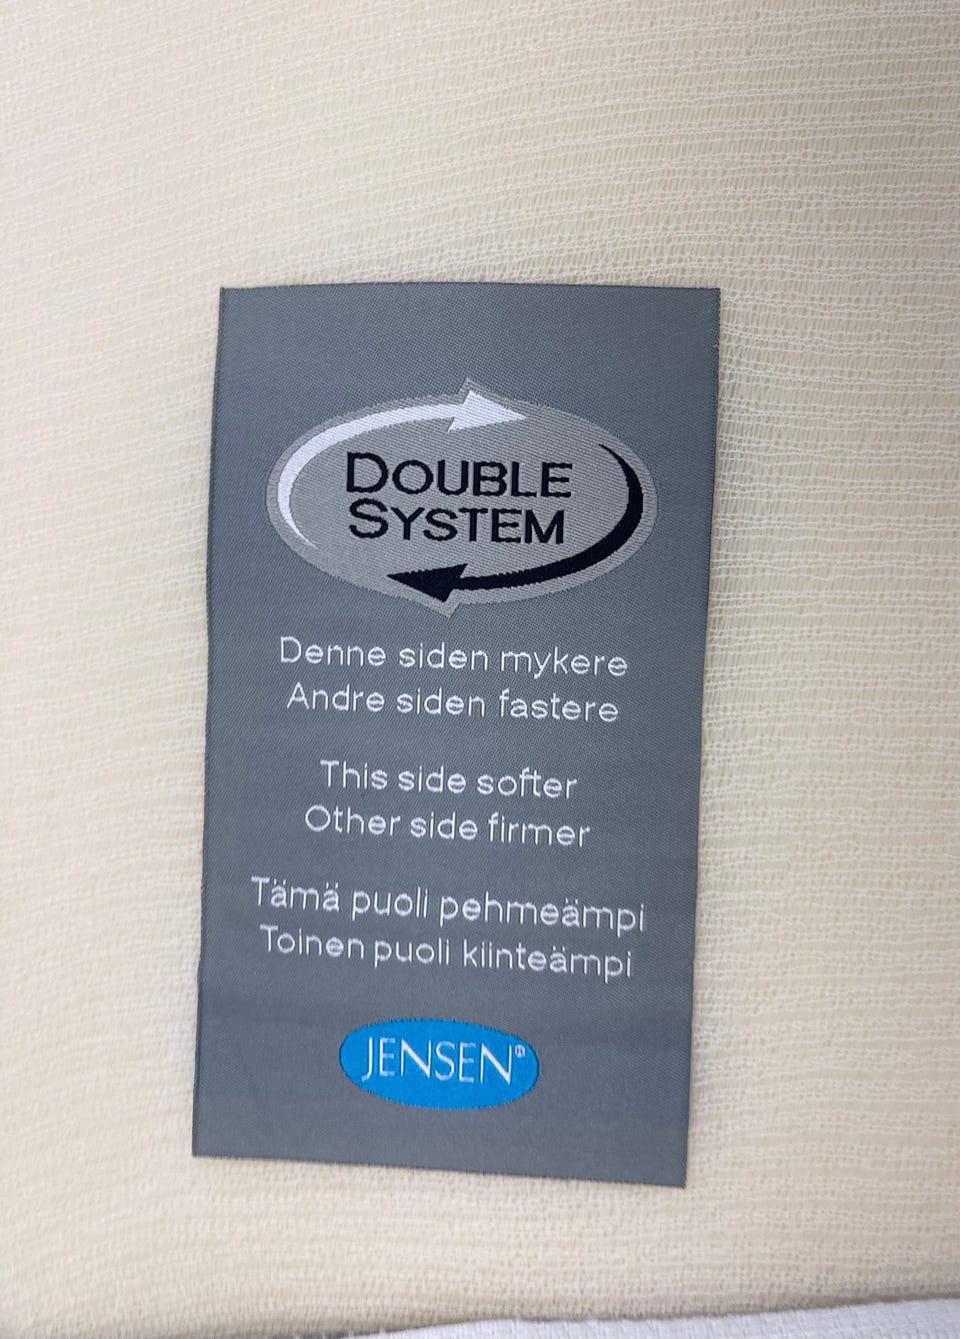 DOUBLE
SYSTEM
Denne siden mykere
Andre siden fastere
This side softer
Other side firmer
Tämä puoli pehmeämpi
Toinen puoli kiinteämpi
JENSEN®